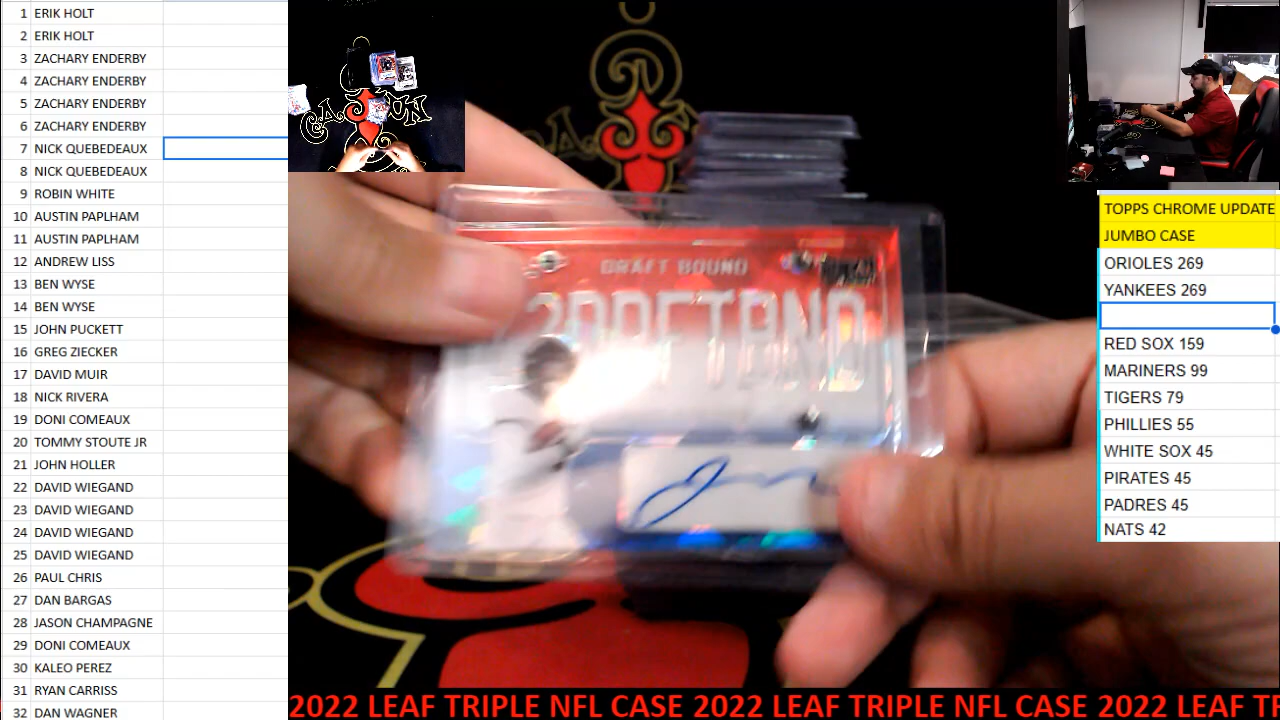 1 ERIK HOLT
2 ERIK HOLT
3 ZACHARY ENDERBY
4 ZACHARY ENDERBY
5 ZACHARY ENDERBY
6 ZACHARY ENDERBY
7 NICK QUEBEDEAUX
8 NICK QUEBEDEAUX
9 ROBIN WHITE
10 AUSTIN PAPLHAM
11 AUSTIN PAPLHAM
12 ANDREW LISS
13 BEN WYSE
14 BEN WYSE
15 JOHN PUCKETT
16 GREG ZIECKER
17 DAVID MUIR
18 NICK RIVERA
19 DONI COMEAUX
20 TOMMY STOUTE JR
21 JOHN HOLLER
22 DAVID WIEGAND
23 DAVID WIEGAND
24 DAVID WIEGAND
25 DAVID WIEGAND
26 PAUL CHRIS
27 DAN BARGAS
28 JASON CHAMPAGNE
29 DONI COMEAUX
30 KALEO PEREZ
31 RYAN CARRISS
32 DAN WAGNER
DRAFT BOUND
TOPPS CHROME UPDATE
JUMBO CASE
ORIOLES 269
YANKEES 269
RED SOX 159
MARINERS 99
TIGERS 79
PHILLIES 55
WHITE SOX 45
PIRATES 45
PADRES 45
NATS 42
2022 LEAF TRIPLE NFL CASE 2022 LEAF TRIPLE NFL CASE 2022 LEAF TR